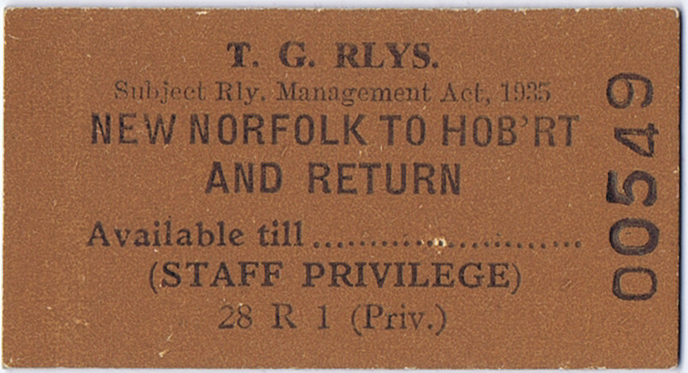 T. G. RLYS.
Subject Rly. Management Act, 1935
NEW NORFOLK TO HOB'RT
AND RETURN
Available till..............................
(STAFF PRIVILEGE)
28 R 1 (Priv.)
00549